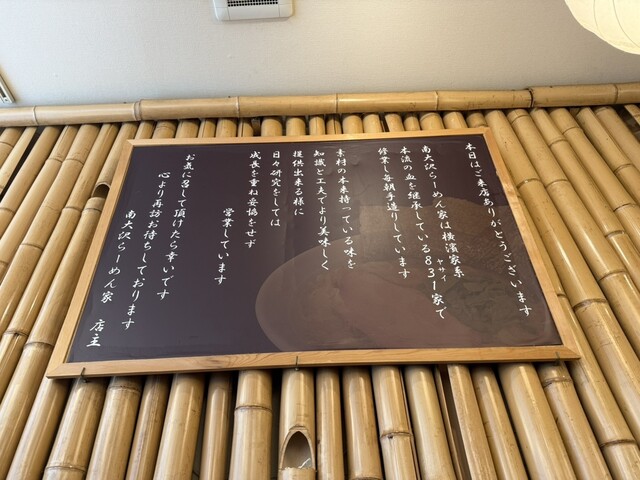 本日はご来店ありがとうございます
南大沢らーめん家は横濱家系
本流の血を継承している831家で
ヤサイ
修業し毎朝手造りしています
素材の本来持っている味を
知識と工夫でより美味しく
提供出来る様に
日々研究をしては
成長を重ね妥協をせず
営業しています
お気に召して頂けたら幸いです
心より再訪お待ちしております
南大沢らーめん家 店主